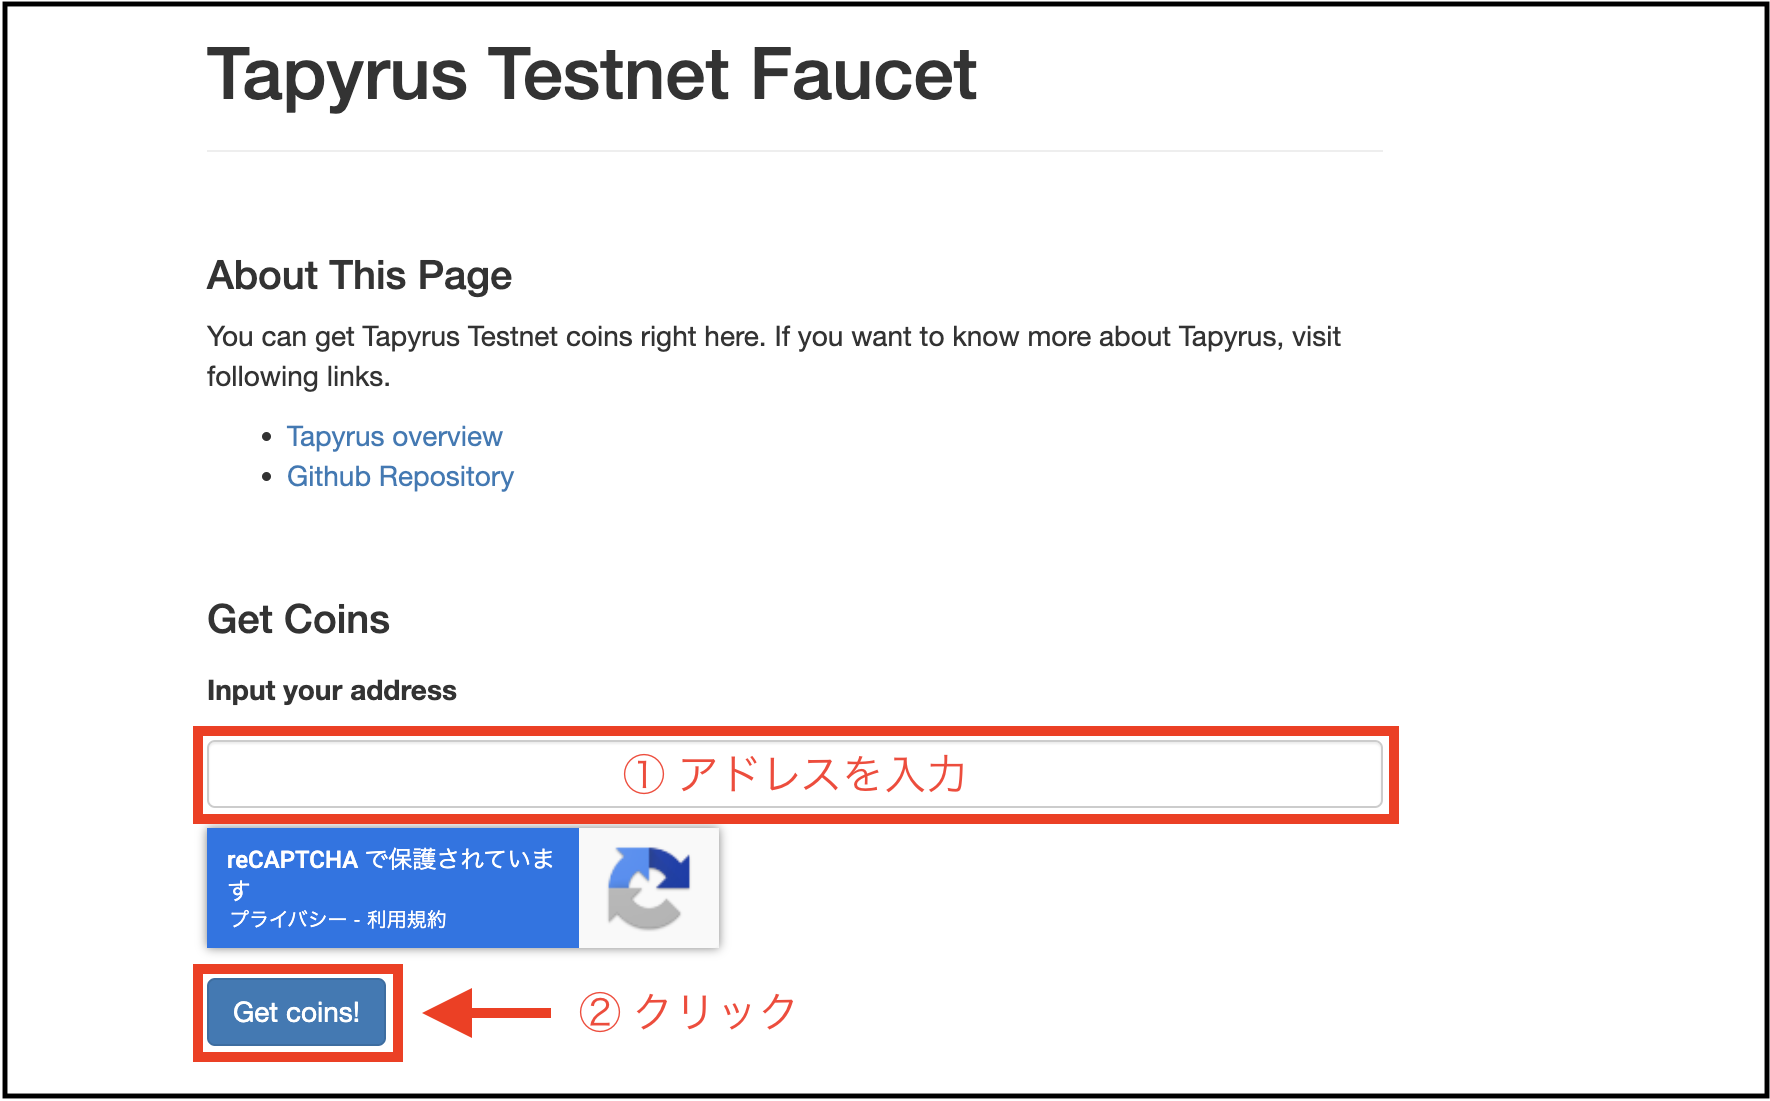 Tapyrus Testnet Faucet
About This Page
You can get Tapyrus Testnet coins right here. If you want to know more about Tapyrus, visit
following links.
• Tapyrus overview
• Github Repository
Get Coins
Input your address
① アドレスを入力
reCAPTCHA で保護されていま
す
プライバシー - 利用規約
Get coins!
② クリック